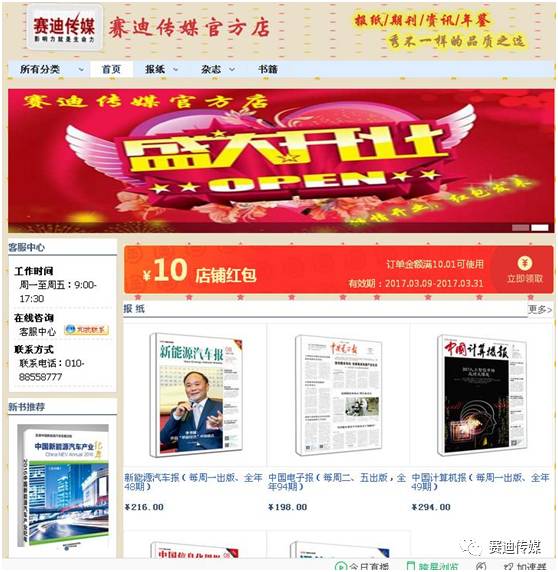 赛迪传媒
影响力就是生命力
赛迪传媒官方店
报纸/期刊/资讯/年鉴
秀不一样的品质之选
所有分类
首页
报纸
杂志
书籍
赛迪传媒官方店
盛大开业
OPEN
客服中心
工作时间
周一至周五：9:00-
17:30
在线咨询
客服中心
联系方式
联系电话：010-
88558777
新书推荐
中国新能源汽车产业
China NEV Annual 2016
¥10 店铺红包
订单金额满10.01可使用
有效期：2017.03.09-2017.03.31
¥
立即领取
报 纸
更多>
新能源汽车报
中国电子报
中国计算机报
新能源汽车报（每周一出版、全年
48期）
¥216.00
中国电子报（每周二、五出版，全
年94期）
¥198.00
中国计算机报（每周一出版、全年
49期）
¥294.00
中国信息化周报
赛迪传媒
今日直播
跨屏浏览
加速器